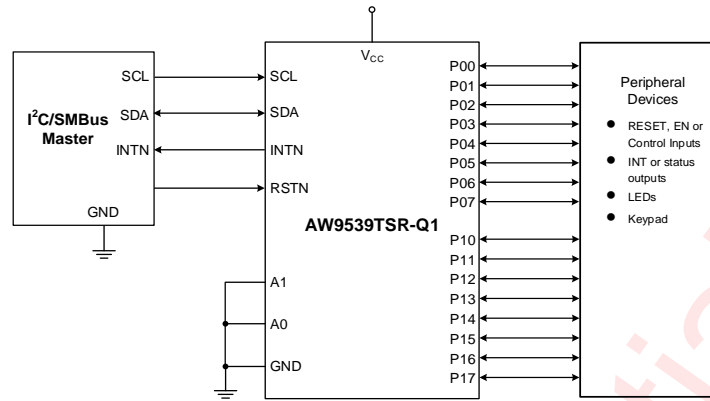 V_CC
I²C/SMBus
Master
SCL
SDA
INTN
GND
SCL
SDA
INTN
RSTN
A1
A0
GND
AW9539TSR-Q1
P00
P01
P02
P03
P04
P05
P06
P07
P10
P11
P12
P13
P14
P15
P16
P17
Peripheral
Devices
● RESET, EN or
Control Inputs
● INT or status
outputs
● LEDs
● Keypad